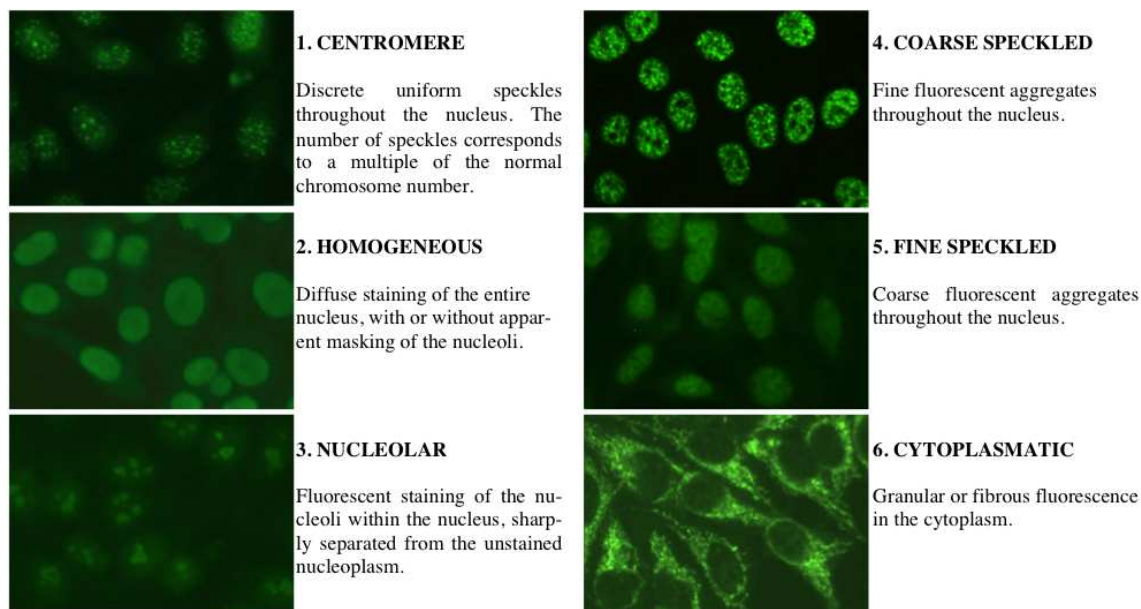 1. CENTROMERE
Discrete uniform speckles
throughout the nucleus. The
number of speckles corresponds
to a multiple of the normal
chromosome number.
2. HOMOGENEOUS
Diffuse staining of the entire
nucleus, with or without appar-
ent masking of the nucleoli.
3. NUCLEOLAR
Fluorescent staining of the nu-
cleoli within the nucleus, sharp-
ly separated from the unstained
nucleoplasm.
4. COARSE SPECKLED
Fine fluorescent aggregates
throughout the nucleus.
5. FINE SPECKLED
Coarse fluorescent aggregates
throughout the nucleus.
6. CYTOPLASMATIC
Granular or fibrous fluorescence
in the cytoplasm.